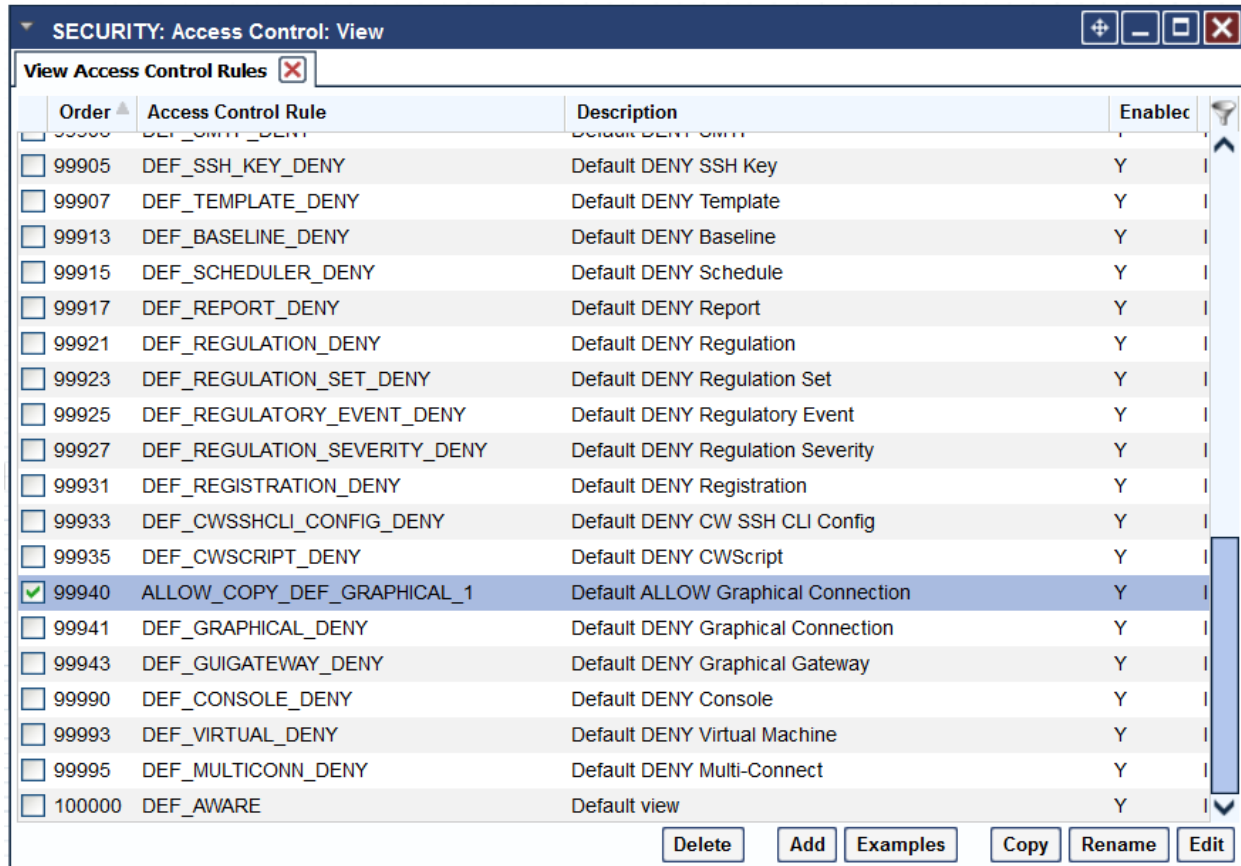 SECURITY: Access Control: View
View Access Control Rules
Order Access Control Rule Description Enabled
99905 DEF_SSH_KEY_DENY Default DENY SSH Key Y
99907 DEF_TEMPLATE_DENY Default DENY Template Y
99913 DEF_BASELINE_DENY Default DENY Baseline Y
99915 DEF_SCHEDULER_DENY Default DENY Schedule Y
99917 DEF_REPORT_DENY Default DENY Report Y
99921 DEF_REGULATION_DENY Default DENY Regulation Y
99923 DEF_REGULATION_SET_DENY Default DENY Regulation Set Y
99925 DEF_REGULATORY_EVENT_DENY Default DENY Regulatory Event Y
99927 DEF_REGULATION_SEVERITY_DENY Default DENY Regulation Severity Y
99931 DEF_REGISTRATION_DENY Default DENY Registration Y
99933 DEF_CWSSHCLI_CONFIG_DENY Default DENY CW SSH CLI Config Y
99935 DEF_CWSCRIPT_DENY Default DENY CWScript Y
99940 ALLOW_COPY_DEF_GRAPHICAL_1 Default ALLOW Graphical Connection Y
99941 DEF_GRAPHICAL_DENY Default DENY Graphical Connection Y
99943 DEF_GUIGATEWAY_DENY Default DENY Graphical Gateway Y
99990 DEF_CONSOLE_DENY Default DENY Console Y
99993 DEF_VIRTUAL_DENY Default DENY Virtual Machine Y
99995 DEF_MULTICONN_DENY Default DENY Multi-Connect Y
100000 DEF_AWARE Default view Y
Delete Add Examples Copy Rename Edit